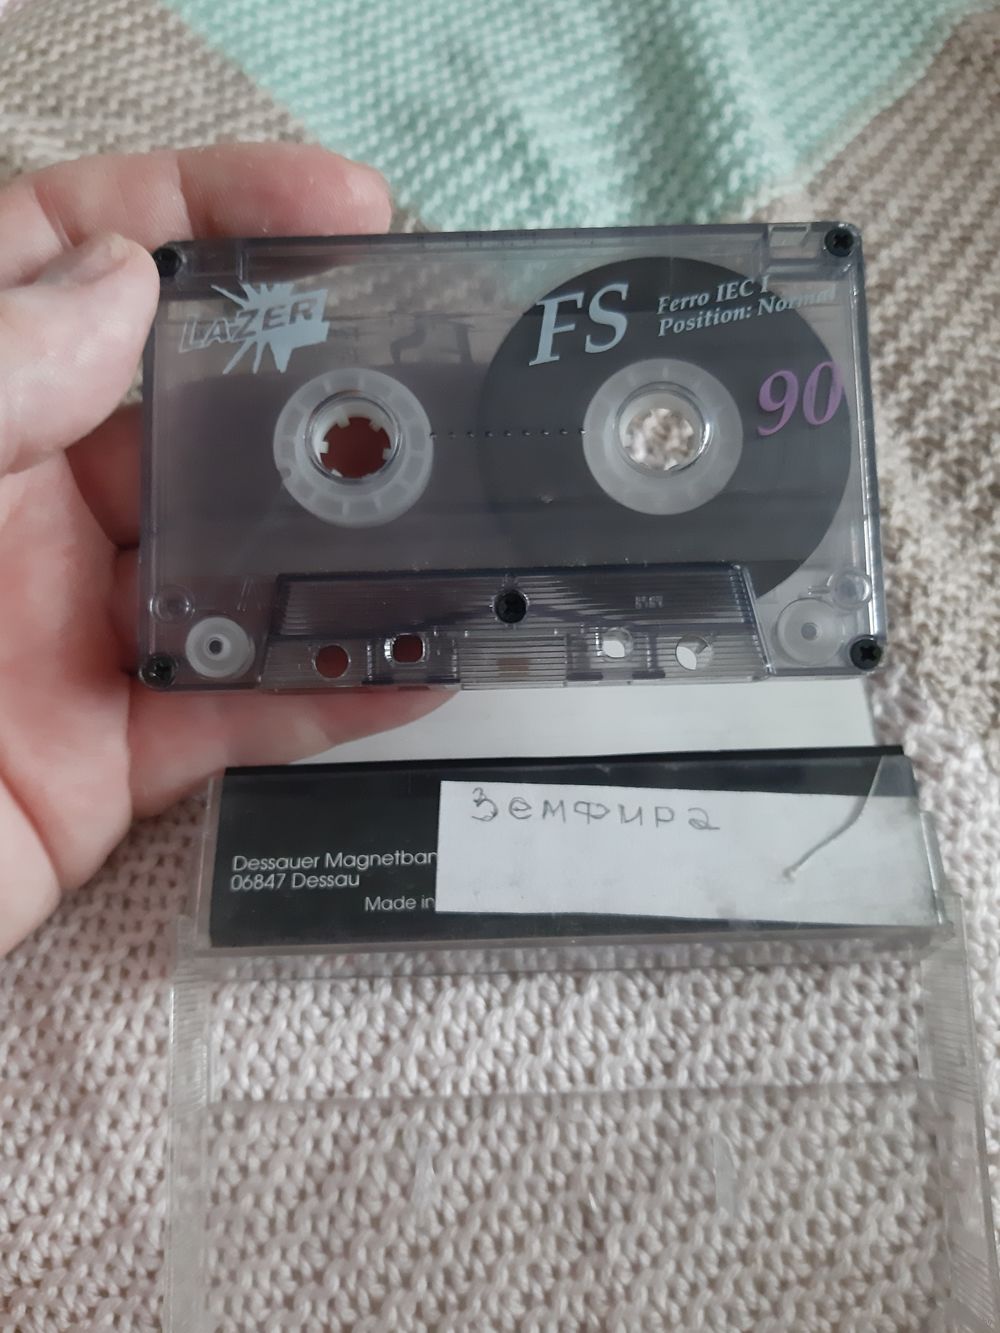 LAZER
FS
Ferro IEC I
Position: Normal
90
Земфира
Dessauer Magnetban
06847 Dessau
Made in